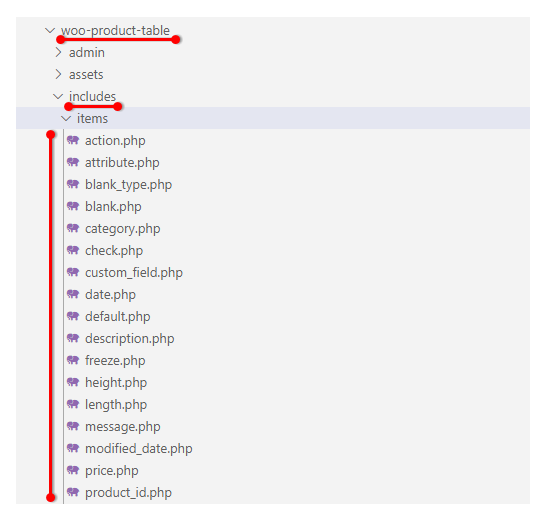 woo-product-table
admin
assets
includes
items
action.php
attribute.php
blank_type.php
blank.php
category.php
check.php
custom_field.php
date.php
default.php
description.php
freeze.php
height.php
length.php
message.php
modified_date.php
price.php
product_id.php